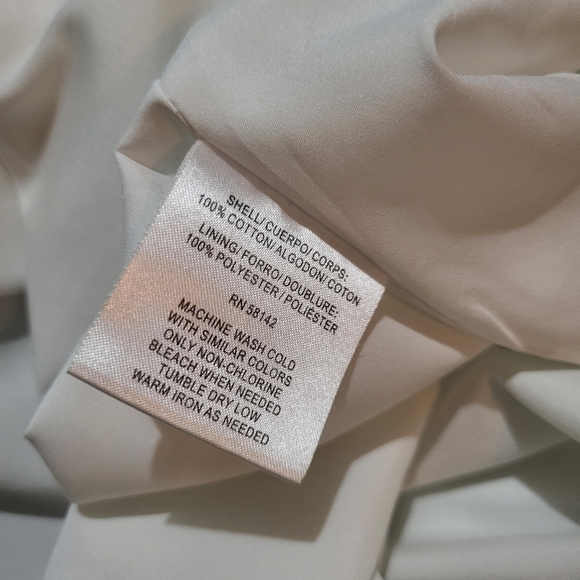 SHELL/CUERPO/CORPS:
100% COTTON/ALGODON/COTON
LINING/FORRO/DOUBLURE:
100% POLYESTER/POLIESTER
RN 58142
MACHINE WASH COLD
WITH SIMILAR COLORS
ONLY NON-CHLORINE
BLEACH WHEN NEEDED
TUMBLE DRY LOW
WARM IRON AS NEEDED